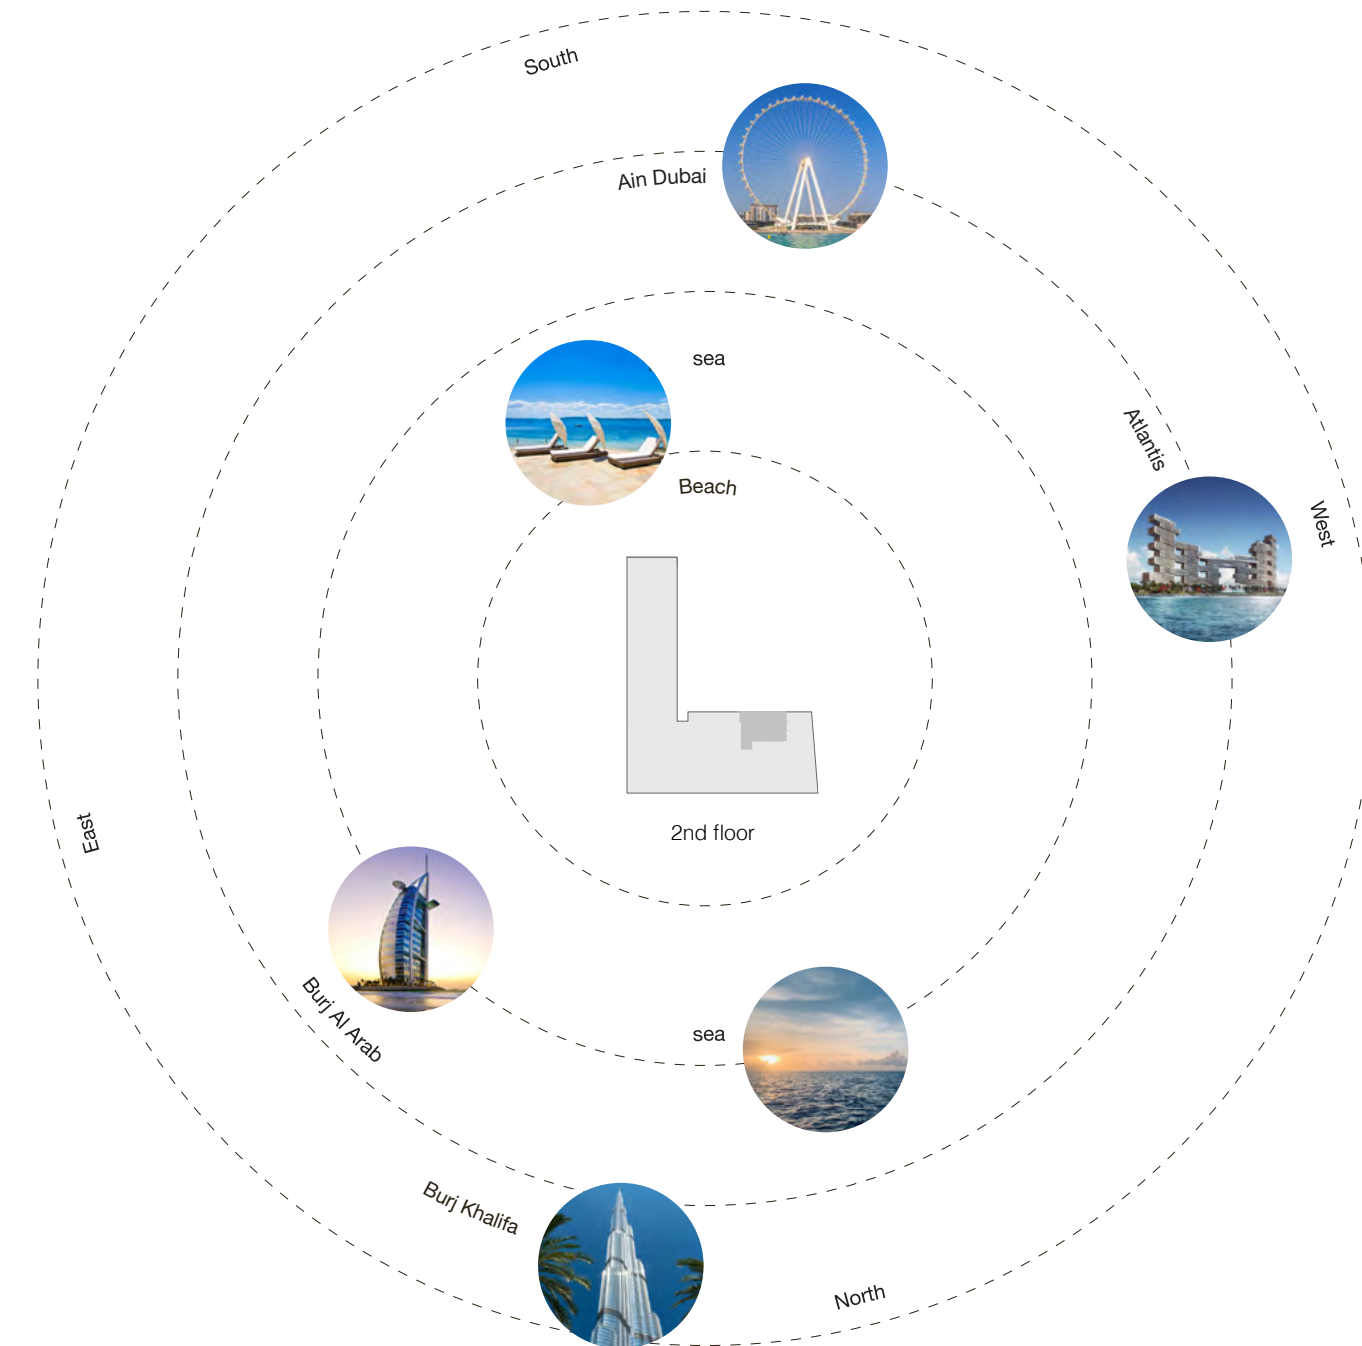 South
Ain Dubai
sea
Beach
Atlantis
West
2nd floor
East
Burj Al Arab
sea
Burj Khalifa
North